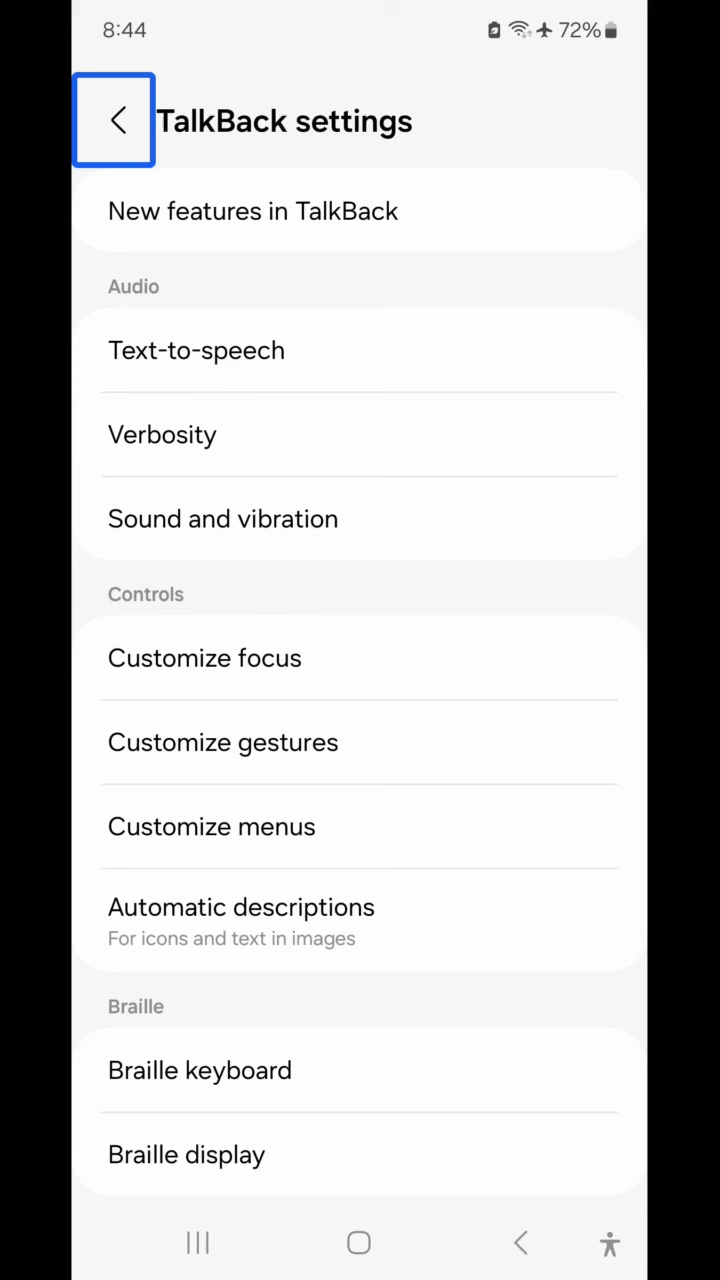 8:44
72%
TalkBack settings
New features in TalkBack
Audio
Text-to-speech
Verbosity
Sound and vibration
Controls
Customize focus
Customize gestures
Customize menus
Automatic descriptions
For icons and text in images
Braille
Braille keyboard
Braille display